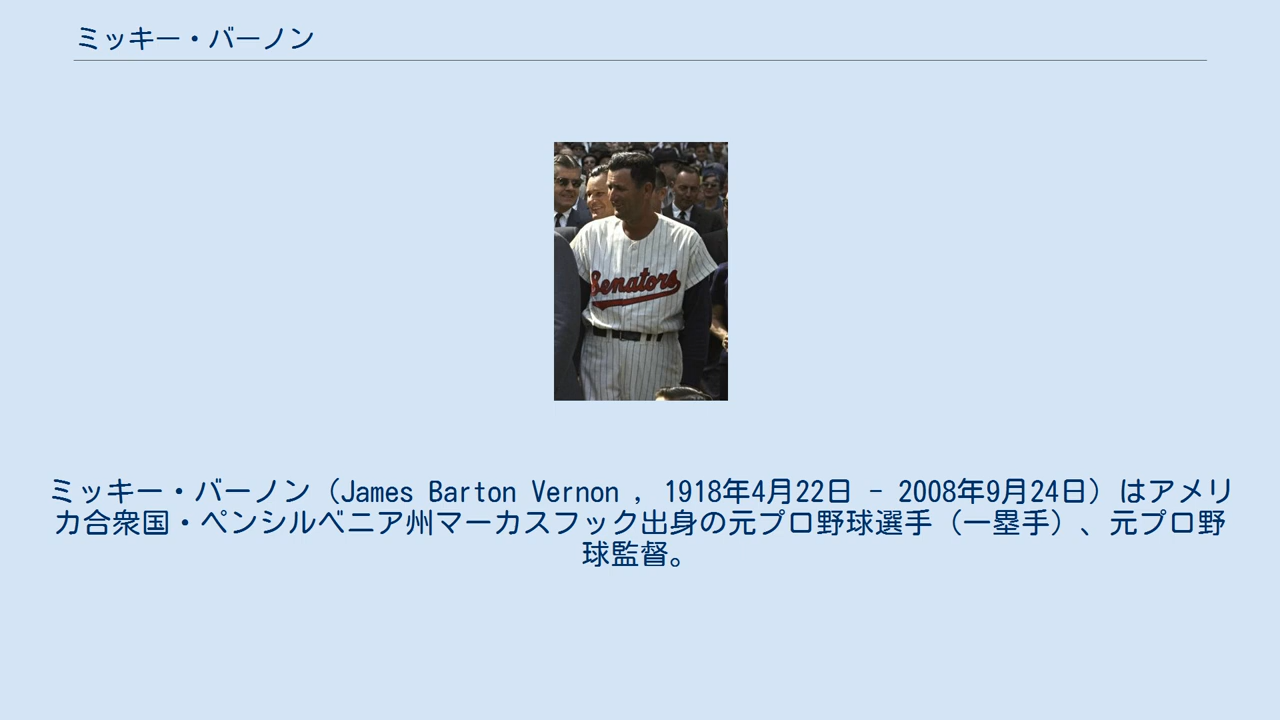 ミッキー・バーノン
Senators
ミッキー・バーノン（James Barton Vernon , 1918年4月22日 - 2008年9月24日）はアメリ
カ合衆国・ペンシルベニア州マーカスフック出身の元プロ野球選手（一塁手）、元プロ野
球監督。